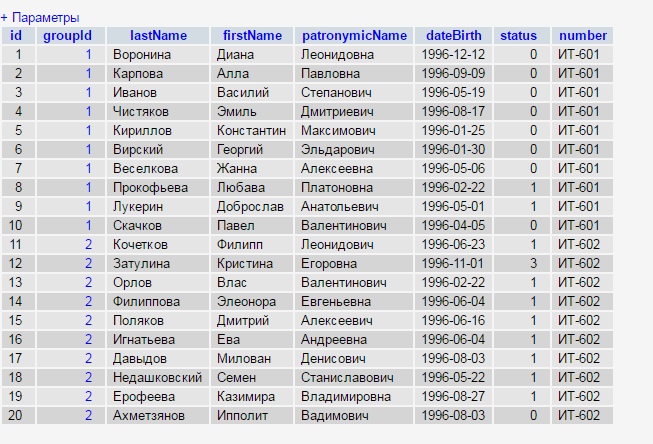 + Параметры
id groupId lastName firstName patronymicName dateBirth status number
1 1 Воронина Диана Леонидовна 1996-12-12 0 ИТ-601
2 1 Карпова Алла Павловна 1996-09-09 0 ИТ-601
3 1 Иванов Василий Степанович 1996-05-19 0 ИТ-601
4 1 Чистяков Эмиль Дмитриевич 1996-08-17 0 ИТ-601
5 1 Кириллов Константин Максимович 1996-01-25 0 ИТ-601
6 1 Вирский Георгий Эльдарович 1996-01-30 0 ИТ-601
7 1 Веселкова Жанна Алексеевна 1996-05-06 0 ИТ-601
8 1 Прокофьева Любава Платоновна 1996-02-22 1 ИТ-601
9 1 Лукерин Доброслав Анатольевич 1996-05-01 1 ИТ-601
10 1 Скачков Павел Валентинович 1996-04-05 0 ИТ-601
11 2 Кочетков Филипп Леонидович 1996-06-23 1 ИТ-602
12 2 Затулина Кристина Егоровна 1996-11-01 3 ИТ-602
13 2 Орлов Влас Валентинович 1996-02-22 1 ИТ-602
14 2 Филиппова Элеонора Евгеньевна 1996-06-04 1 ИТ-602
15 2 Поляков Дмитрий Алексеевич 1996-06-16 1 ИТ-602
16 2 Игнатьева Ева Андреевна 1996-06-04 1 ИТ-602
17 2 Давыдов Милован Денисович 1996-08-03 1 ИТ-602
18 2 Недашковский Семен Станиславович 1996-05-22 1 ИТ-602
19 2 Ерофеева Казимира Владимировна 1996-08-27 1 ИТ-602
20 2 Ахметзянов Ипполит Вадимович 1996-08-03 0 ИТ-602